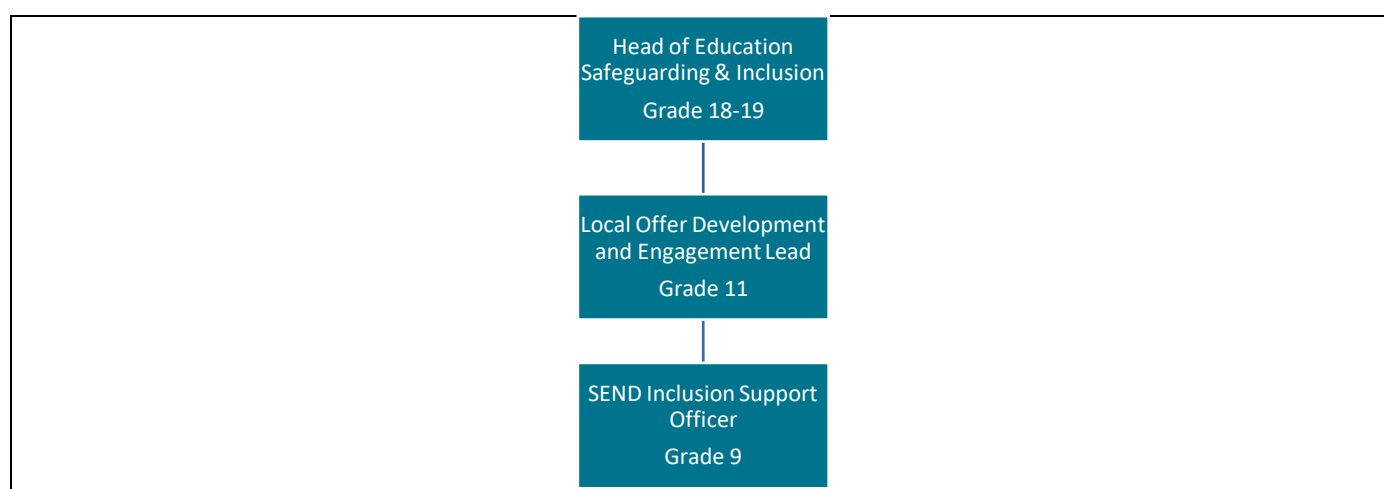 Head of Education
Safeguarding & Inclusion
Grade 18-19
Local Offer Development
and Engagement Lead
Grade 11
SEND Inclusion Support
Officer
Grade 9